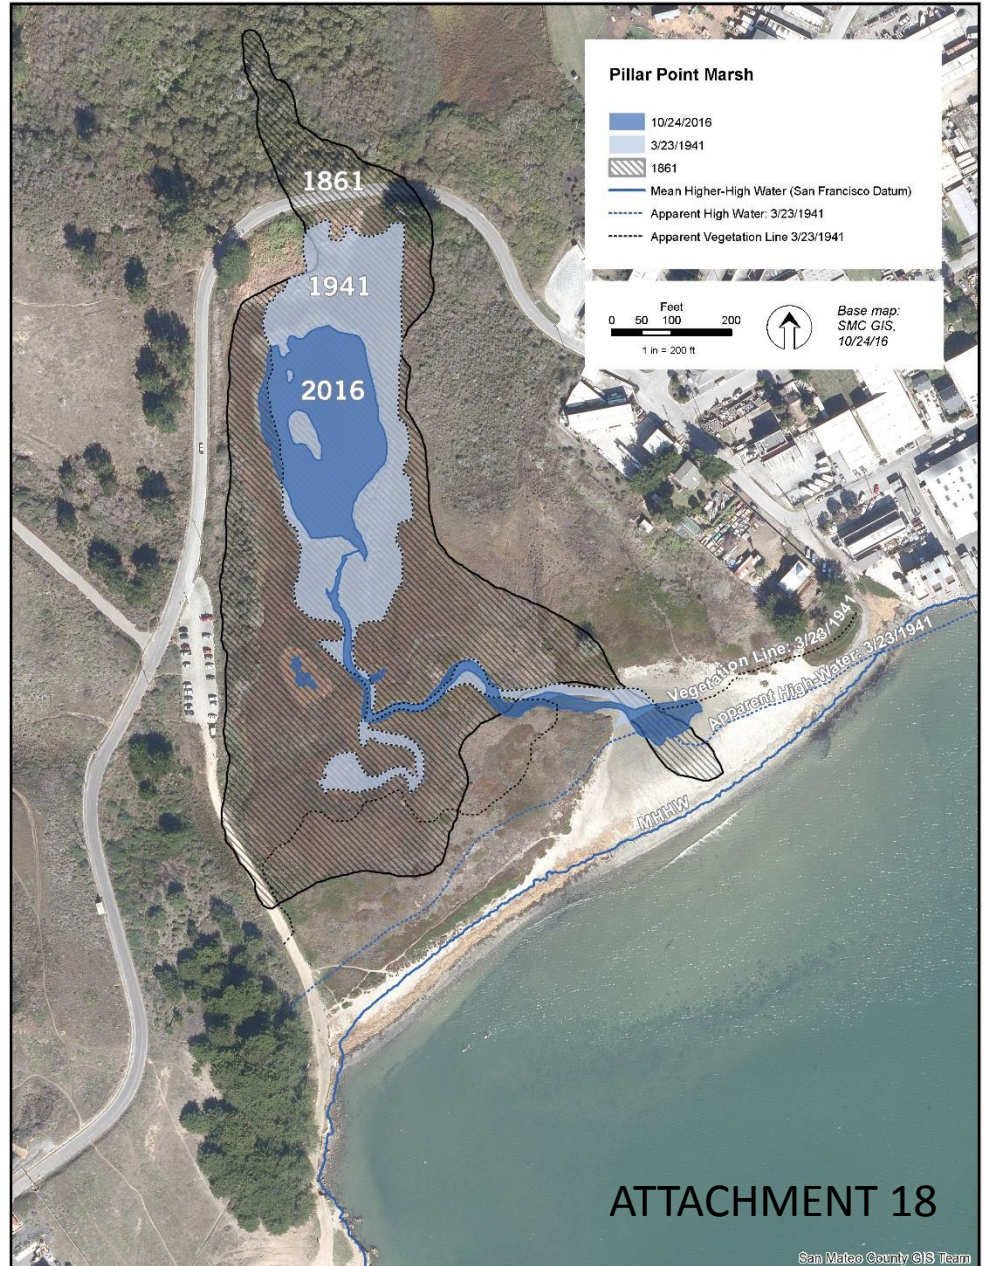 Pillar Point Marsh
10/24/2016
3/23/1941
1861
Mean Higher-High Water (San Francisco Datum)
Apparent High Water: 3/23/1941
Apparent Vegetation Line 3/23/1941
Feet
0 50 100 200
1 in = 200 ft
Base map:
SMC GIS,
10/24/16
1861
1941
2016
Vegetation Line: 3/23/1941
Apparent High Water: 3/23/1941
MHHW
ATTACHMENT 18
San Mateo County GIS Team